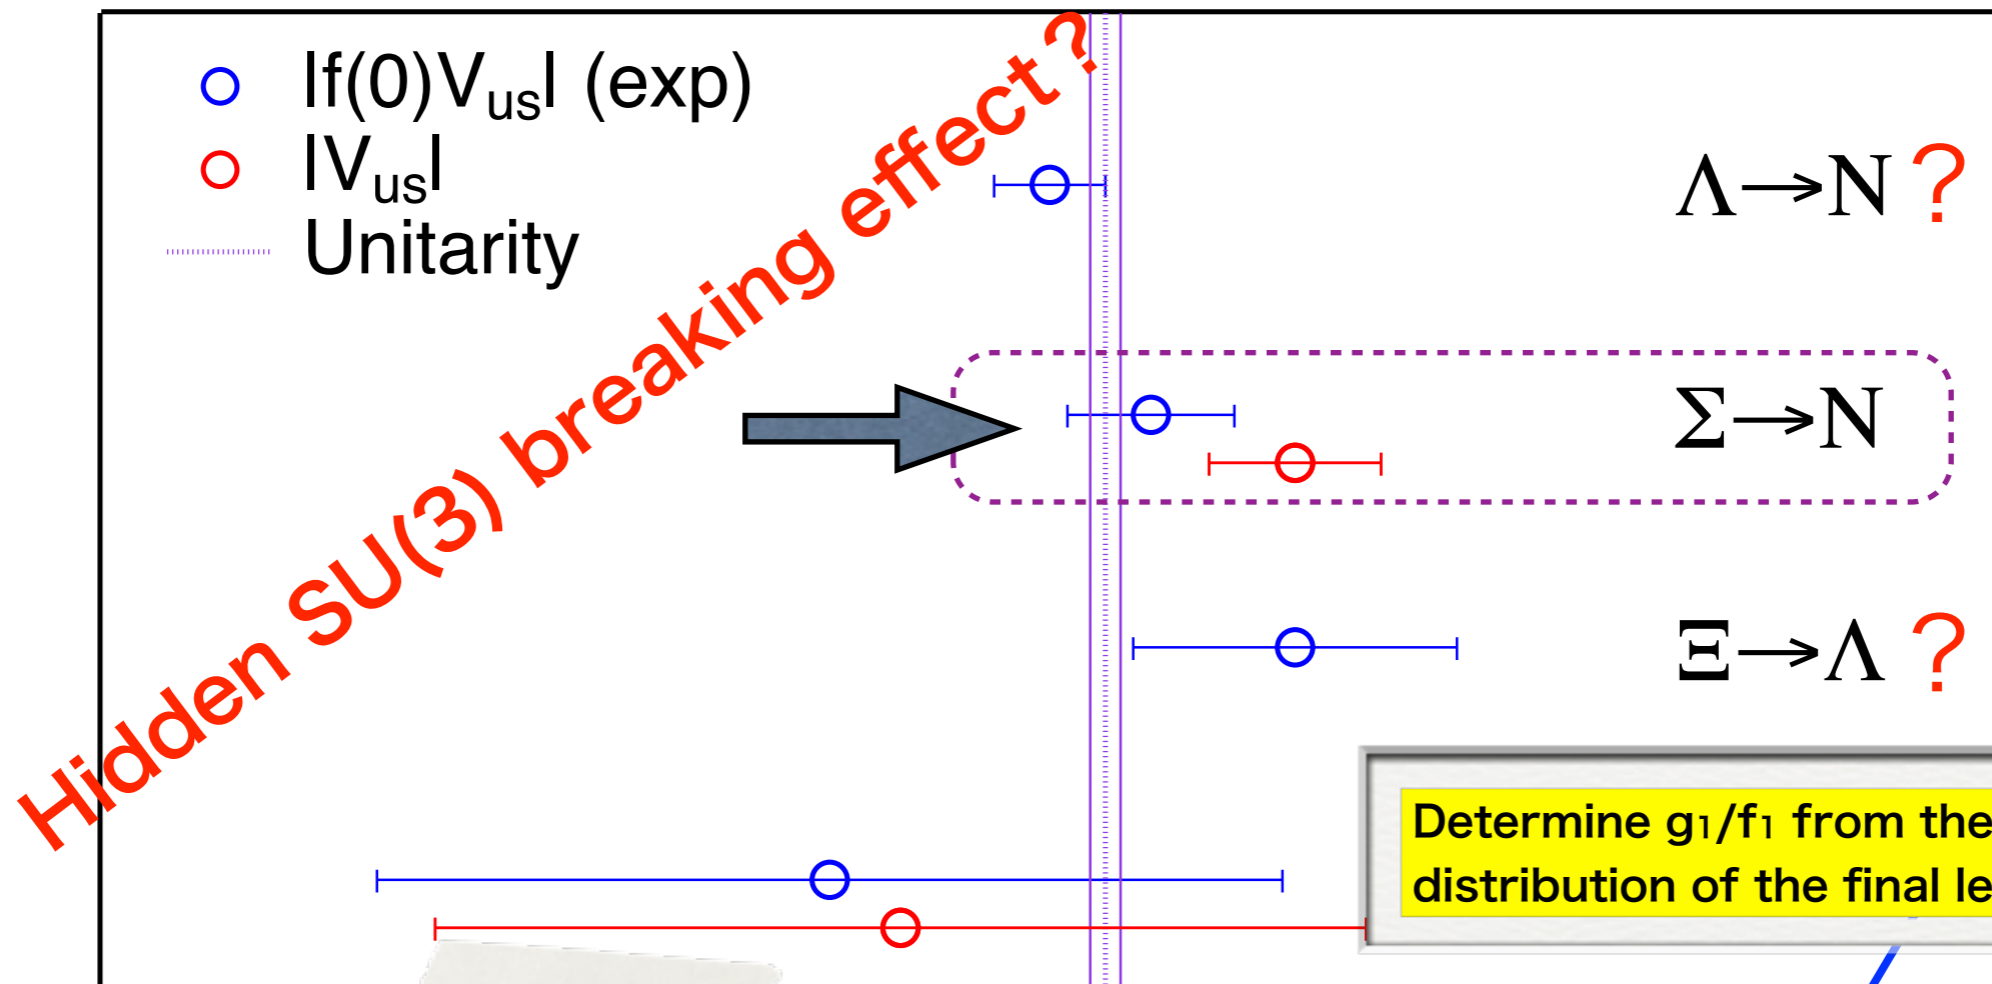 |f(0)Vus| (exp)
|Vus|
Unitarity
Hidden SU(3) breaking effect ?
Λ→N ?
Σ→N
Ξ→Λ ?
Determine g1/f1 from the
distribution of the final le